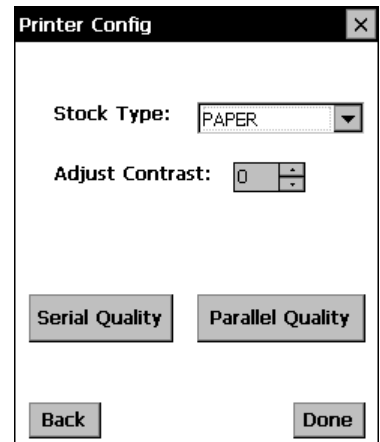 Printer Config
Stock Type: PAPER
Adjust Contrast: 0
Serial Quality Parallel Quality
Back Done